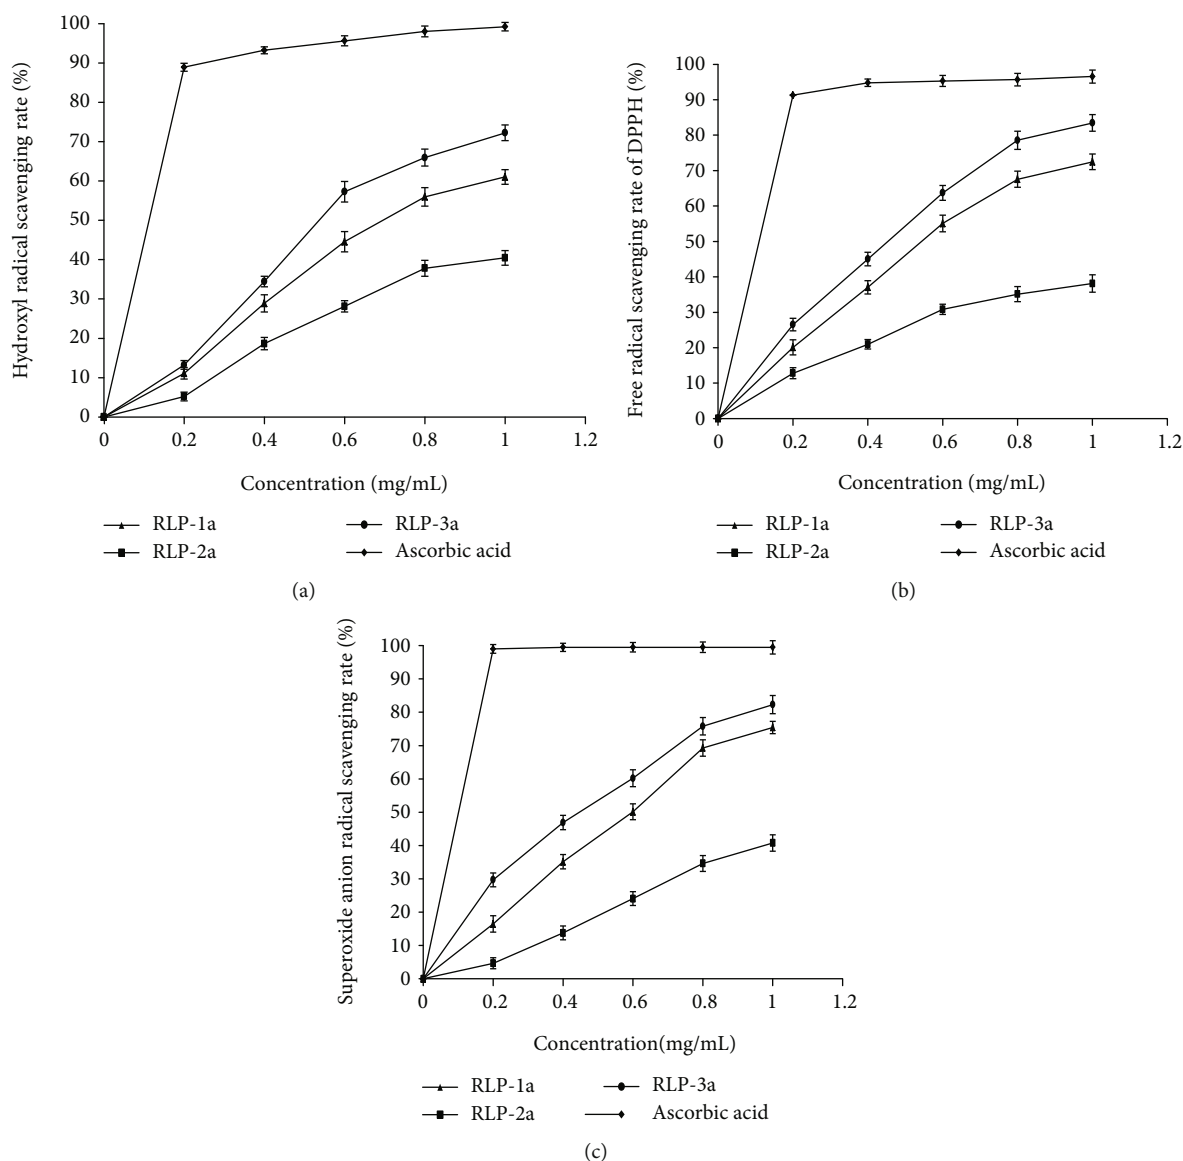 Hydroxyl radical scavenging rate (%)
100
90
80
70
60
50
40
30
20
10
0
0 0.2 0.4 0.6 0.8 1 1.2
Concentration (mg/mL)
RLP-1a RLP-3a
RLP-2a Ascorbic acid
(a)
Free radical scavenging rate of DPPH (%)
100
90
80
70
60
50
40
30
20
10
0
0 0.2 0.4 0.6 0.8 1 1.2
Concentration (mg/mL)
RLP-1a RLP-3a
RLP-2a Ascorbic acid
(b)
Superoxide anion radical scavenging rate (%)
100
90
80
70
60
50
40
30
20
10
0
0 0.2 0.4 0.6 0.8 1 1.2
Concentration(mg/mL)
RLP-1a RLP-3a
RLP-2a Ascorbic acid
(c)